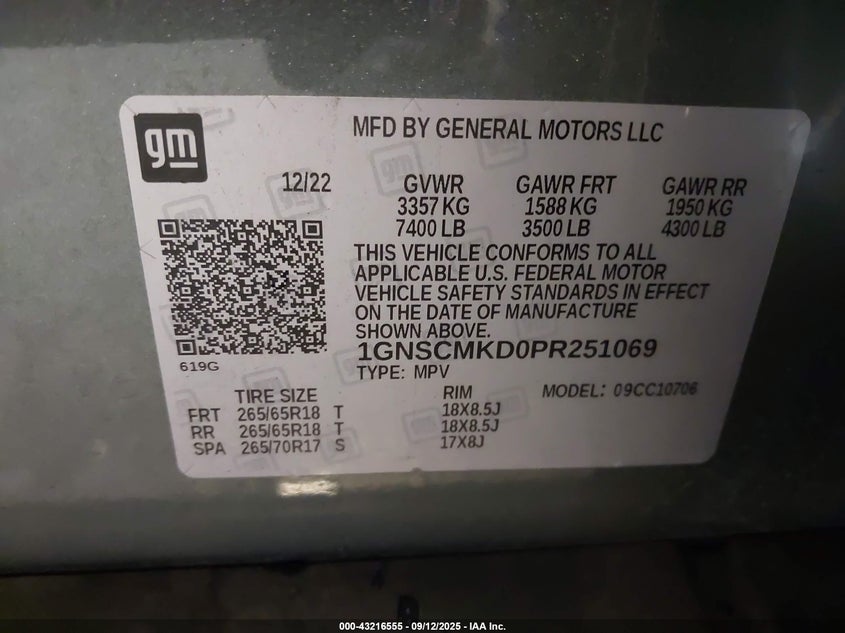 gm
MFD BY GENERAL MOTORS LLC
12/22 GVWR GAWR FRT GAWR RR
3357 KG 1588 KG 1950 KG
7400 LB 3500 LB 4300 LB
THIS VEHICLE CONFORMS TO ALL
APPLICABLE U.S. FEDERAL MOTOR
VEHICLE SAFETY STANDARDS IN EFFECT
ON THE DATE OF MANUFACTURE
SHOWN ABOVE.
1GNSCMKD0PR251069
619G
TYPE: MPV
TIRE SIZE RIM MODEL: 09CC10706
FRT 265/65R18 T 18X8.5J
RR 265/65R18 T 18X8.5J
SPA 265/70R17 S 17X8J
000-43216555 - 09/12/2025 - IAA Inc.